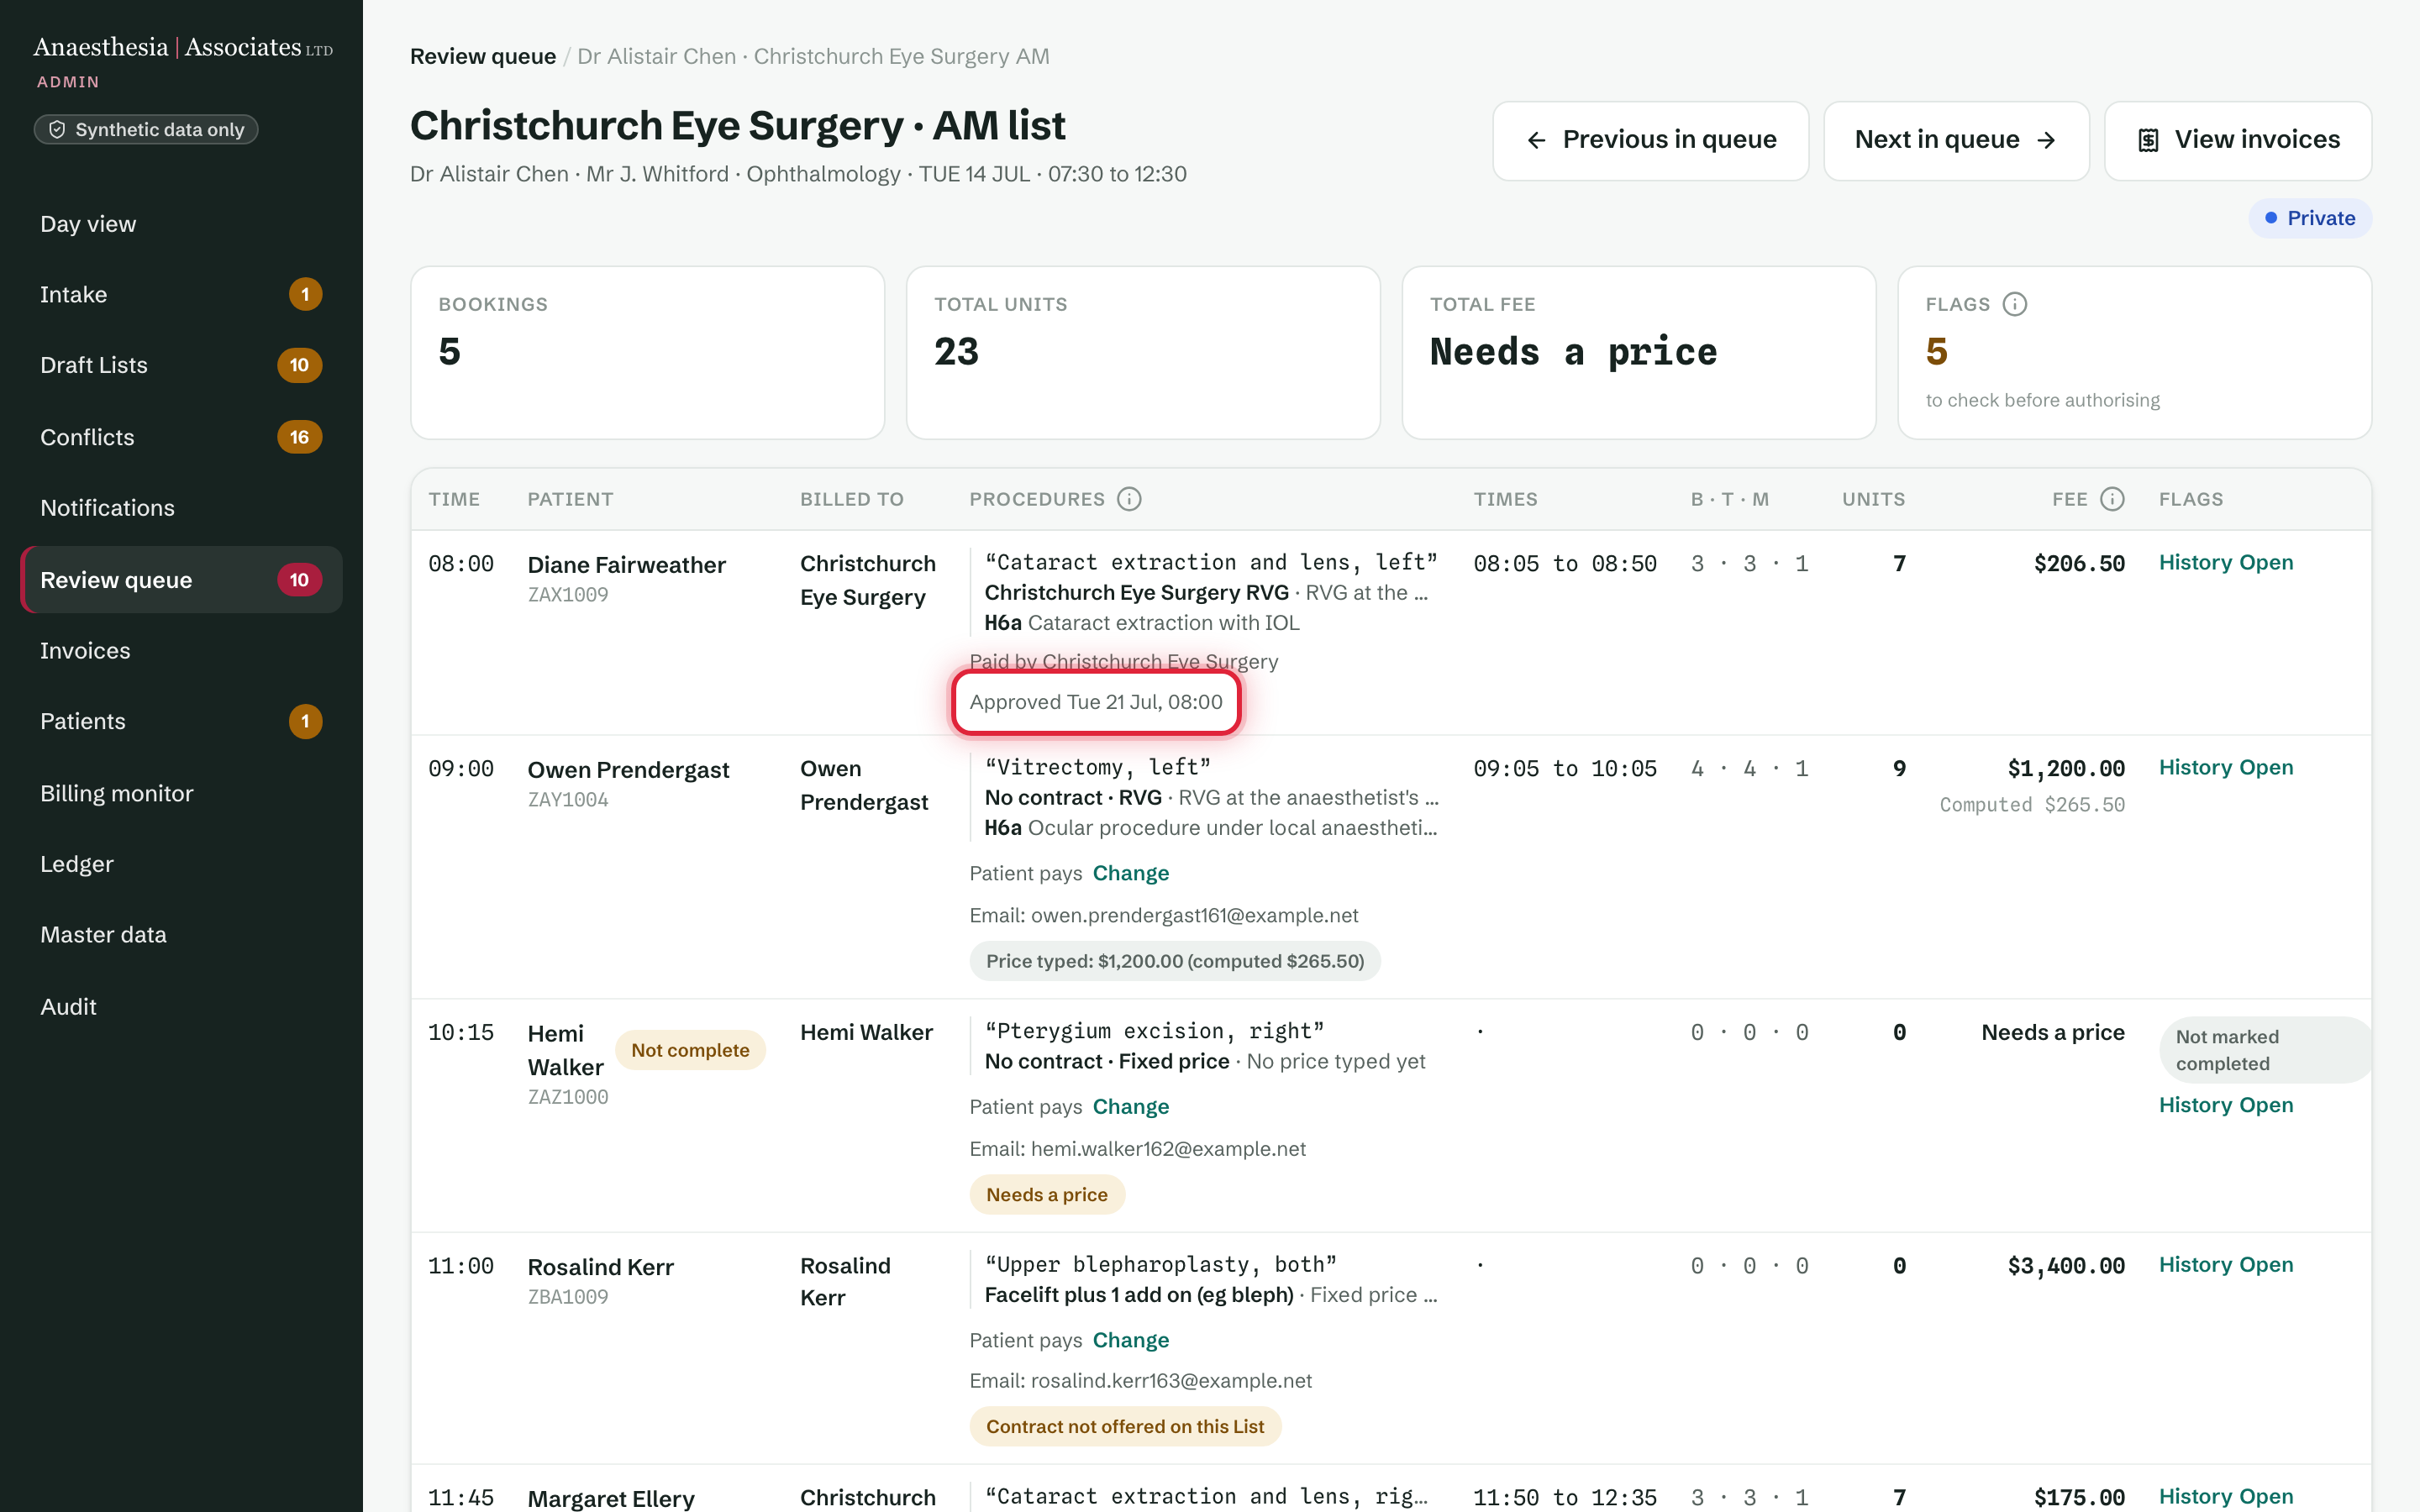 Anaesthesia | Associates LTD
ADMIN
Synthetic data only
Day view
Intake 1
Draft Lists 10
Conflicts 16
Notifications
Review queue 10
Invoices
Patients 1
Billing monitor
Ledger
Master data
Audit
Review queue / Dr Alistair Chen · Christchurch Eye Surgery AM
Christchurch Eye Surgery · AM list
Dr Alistair Chen · Mr J. Whitford · Ophthalmology · TUE 14 JUL · 07:30 to 12:30
← Previous in queue
Next in queue →
View invoices
Private
BOOKINGS
5
TOTAL UNITS
23
TOTAL FEE
Needs a price
FLAGS
5
to check before authorising
TIME PATIENT BILLED TO PROCEDURES TIMES B · T · M UNITS FEE FLAGS
08:00 Diane Fairweather Christchurch “Cataract extraction and lens, left” 08:05 to 08:50 3 · 3 · 1 7 $206.50 History Open
ZAX1009 Eye Surgery Christchurch Eye Surgery RVG · RVG at the ...
H6a Cataract extraction with IOL
Paid by Christchurch Eye Surgery
Approved Tue 21 Jul, 08:00
09:00 Owen Prendergast Owen “Vitrectomy, left” 09:05 to 10:05 4 · 4 · 1 9 $1,200.00 History Open
ZAY1004 Prendergast No contract · RVG · RVG at the anaesthetist's ... Computed $265.50
H6a Ocular procedure under local anaestheti...
Patient pays Change
Email: owen.prendergast161@example.net
Price typed: $1,200.00 (computed $265.50)
10:15 Hemi Walker Not complete Hemi Walker “Pterygium excision, right” · 0 · 0 · 0 0 Needs a price Not marked completed
ZAZ1000 No contract · Fixed price · No price typed yet
Patient pays Change History Open
Email: hemi.walker162@example.net
Needs a price
11:00 Rosalind Kerr Rosalind “Upper blepharoplasty, both” · 0 · 0 · 0 0 $3,400.00 History Open
ZBA1009 Kerr Facelift plus 1 add on (eg bleph) · Fixed price ...
Patient pays Change
Email: rosalind.kerr163@example.net
Contract not offered on this List
11:45 Margaret Ellery Christchurch “Cataract extraction and lens, rig... 11:50 to 12:35 3 · 3 · 1 7 $175.00 History Open